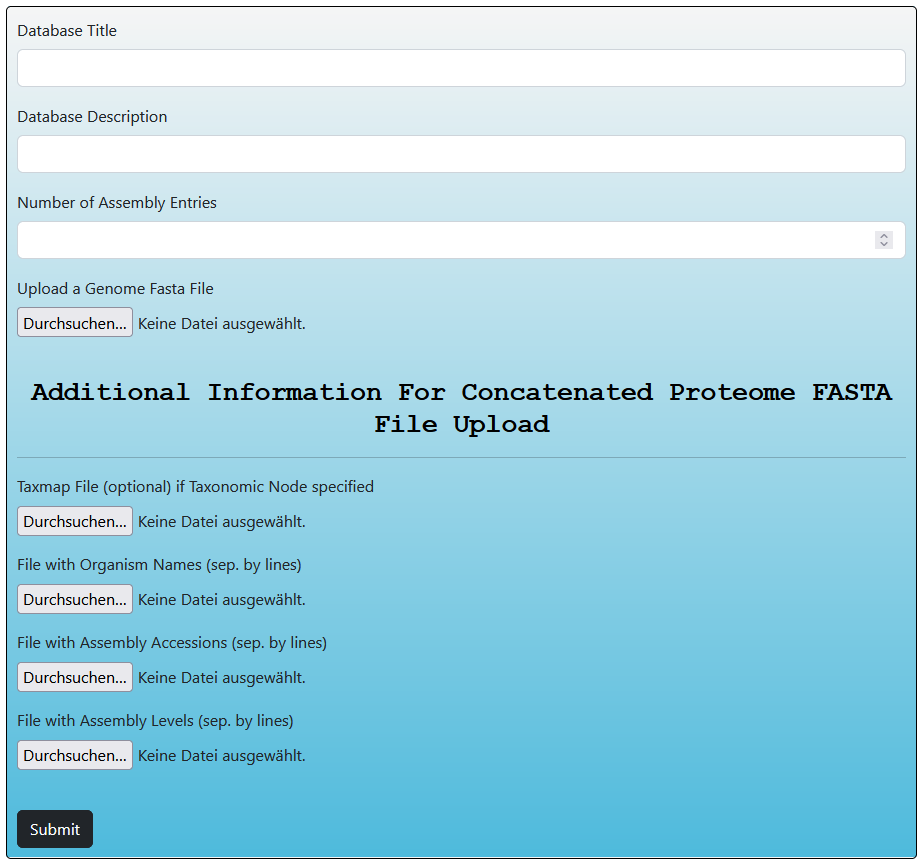 Database Title
Database Description
Number of Assembly Entries
Upload a Genome Fasta File
Durchsuchen... Keine Datei ausgewählt.
Additional Information For Concatenated Proteome FASTA
File Upload
Taxmap File (optional) if Taxonomic Node specified
Durchsuchen... Keine Datei ausgewählt.
File with Organism Names (sep. by lines)
Durchsuchen... Keine Datei ausgewählt.
File with Assembly Accessions (sep. by lines)
Durchsuchen... Keine Datei ausgewählt.
File with Assembly Levels (sep. by lines)
Durchsuchen... Keine Datei ausgewählt.
Submit